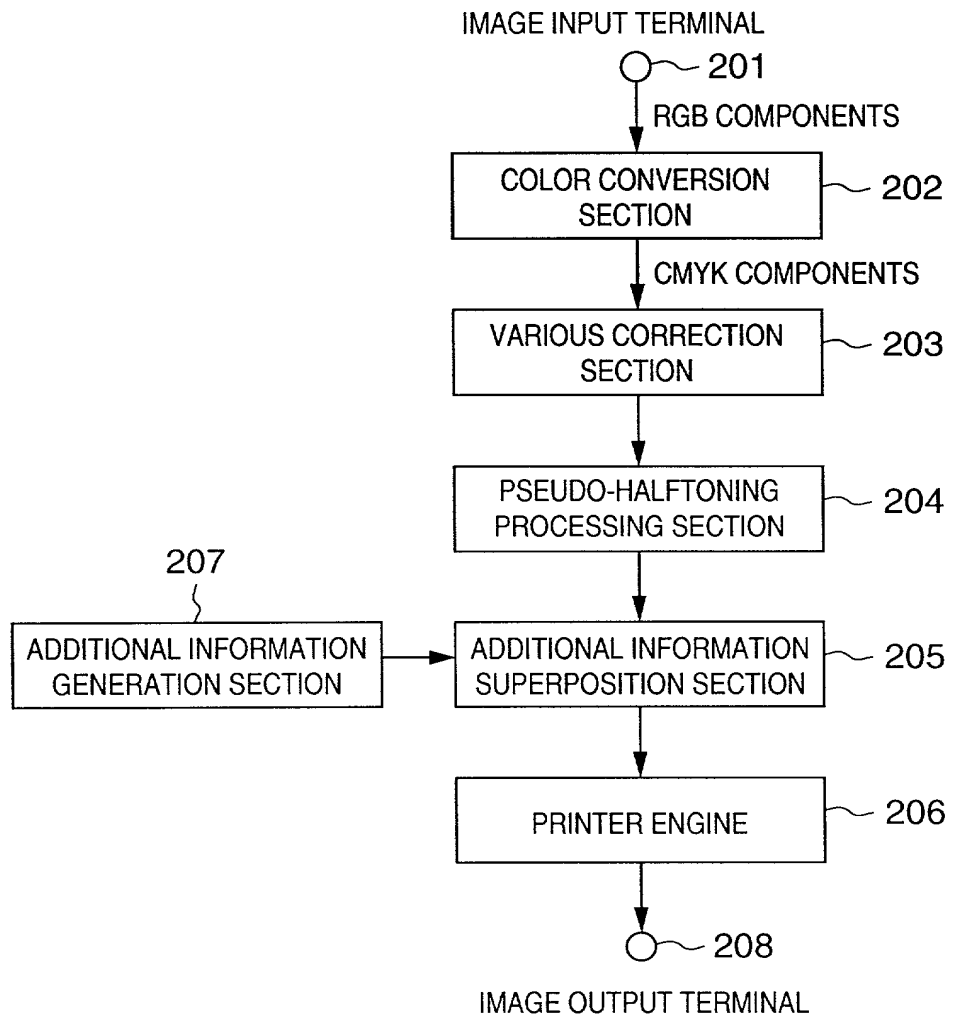 IMAGE INPUT TERMINAL
201
RGB COMPONENTS
COLOR CONVERSION
SECTION
202
CMYK COMPONENTS
VARIOUS CORRECTION
SECTION
203
PSEUDO-HALFTONING
PROCESSING SECTION
204
207
ADDITIONAL INFORMATION
GENERATION SECTION
ADDITIONAL INFORMATION
SUPERPOSITION SECTION
205
PRINTER ENGINE
206
208
IMAGE OUTPUT TERMINAL